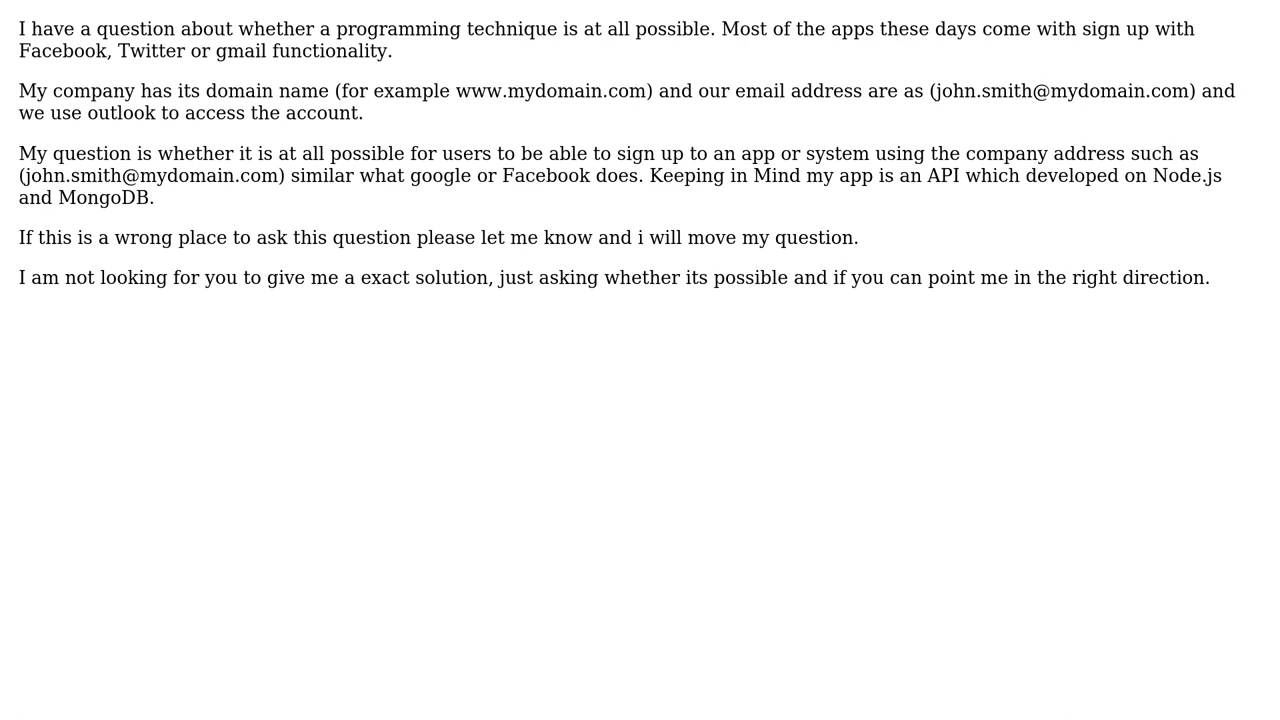 I have a question about whether a programming technique is at all possible. Most of the apps these days come with sign up with
Facebook, Twitter or gmail functionality.
My company has its domain name (for example www.mydomain.com) and our email address are as (john.smith@mydomain.com) and
we use outlook to access the account.
My question is whether it is at all possible for users to be able to sign up to an app or system using the company address such as
(john.smith@mydomain.com) similar what google or Facebook does. Keeping in Mind my app is an API which developed on Node.js
and MongoDB.
If this is a wrong place to ask this question please let me know and i will move my question.
I am not looking for you to give me a exact solution, just asking whether its possible and if you can point me in the right direction.